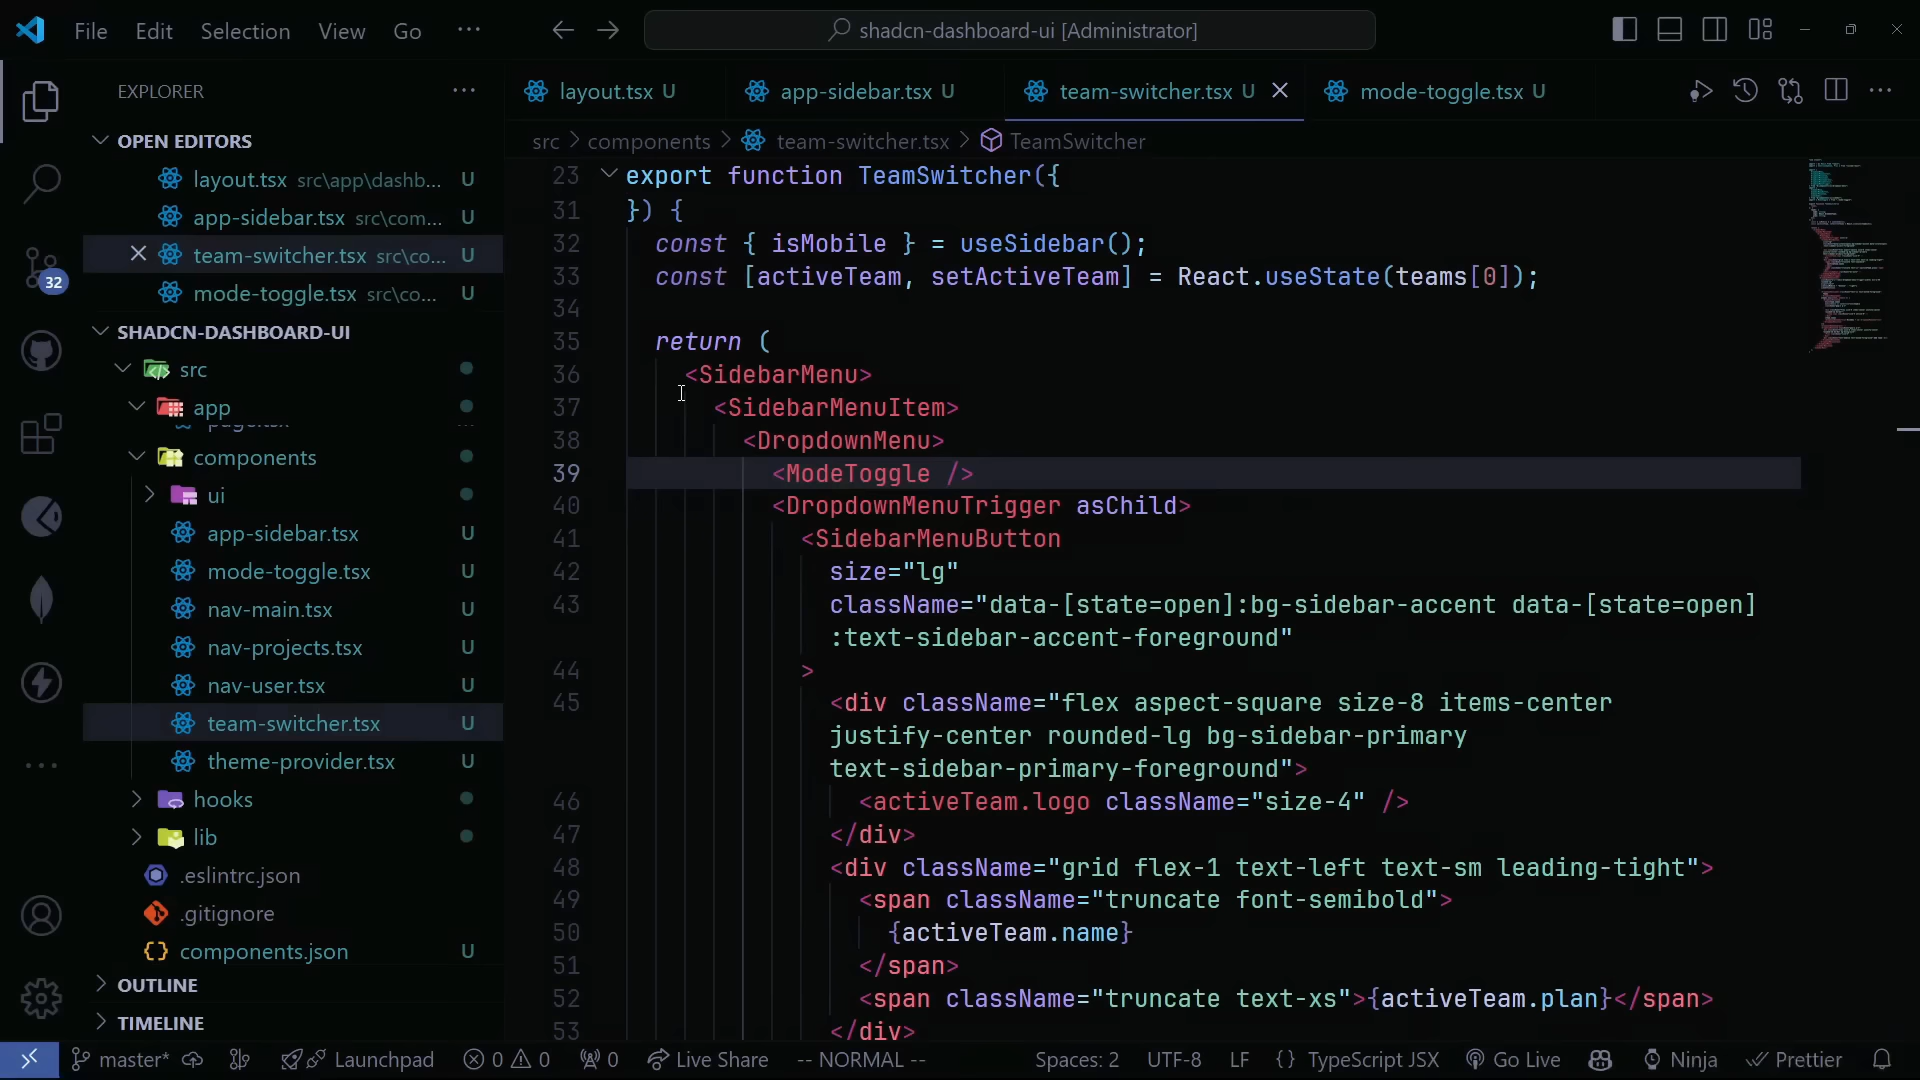 File Edit Selection View Go ···
shadcn-dashboard-ui [Administrator]
EXPLORER
layout.tsx U
app-sidebar.tsx U
team-switcher.tsx U
mode-toggle.tsx U
src > components > team-switcher.tsx > TeamSwitcher
OPEN EDITORS
layout.tsx src\app\dashb... U
app-sidebar.tsx src\com... U
team-switcher.tsx src\co... U
mode-toggle.tsx src\co... U
SHADCN-DASHBOARD-UI
src
app
components
ui
app-sidebar.tsx U
mode-toggle.tsx U
nav-main.tsx U
nav-projects.tsx U
nav-user.tsx U
team-switcher.tsx U
theme-provider.tsx U
hooks
lib
.eslintrc.json
.gitignore
components.json U
OUTLINE
TIMELINE
32
23 export function TeamSwitcher({
31 }) {
32 const { isMobile } = useSidebar();
33 const [activeTeam, setActiveTeam] = React.useState(teams[0]);
34
35 return (
36 <SidebarMenu>
37 <SidebarMenuItem>
38 <DropdownMenu>
39 <ModeToggle />
40 <DropdownMenuTrigger asChild>
41 <SidebarMenuButton
42 size="lg"
43 className="data-[state=open]:bg-sidebar-accent data-[state=open]
:text-sidebar-accent-foreground"
44 >
45 <div className="flex aspect-square size-8 items-center
justify-center rounded-lg bg-sidebar-primary
text-sidebar-primary-foreground">
46 <activeTeam.logo className="size-4" />
47 </div>
48 <div className="grid flex-1 text-left text-sm leading-tight">
49 <span className="truncate font-semibold">
50 {activeTeam.name}
51 </span>
52 <span className="truncate text-xs">{activeTeam.plan}</span>
53 </div>
master* Launchpad 0 0 0 Live Share -- NORMAL -- Spaces: 2 UTF-8 LF {} TypeScript JSX Go Live Ninja Prettier